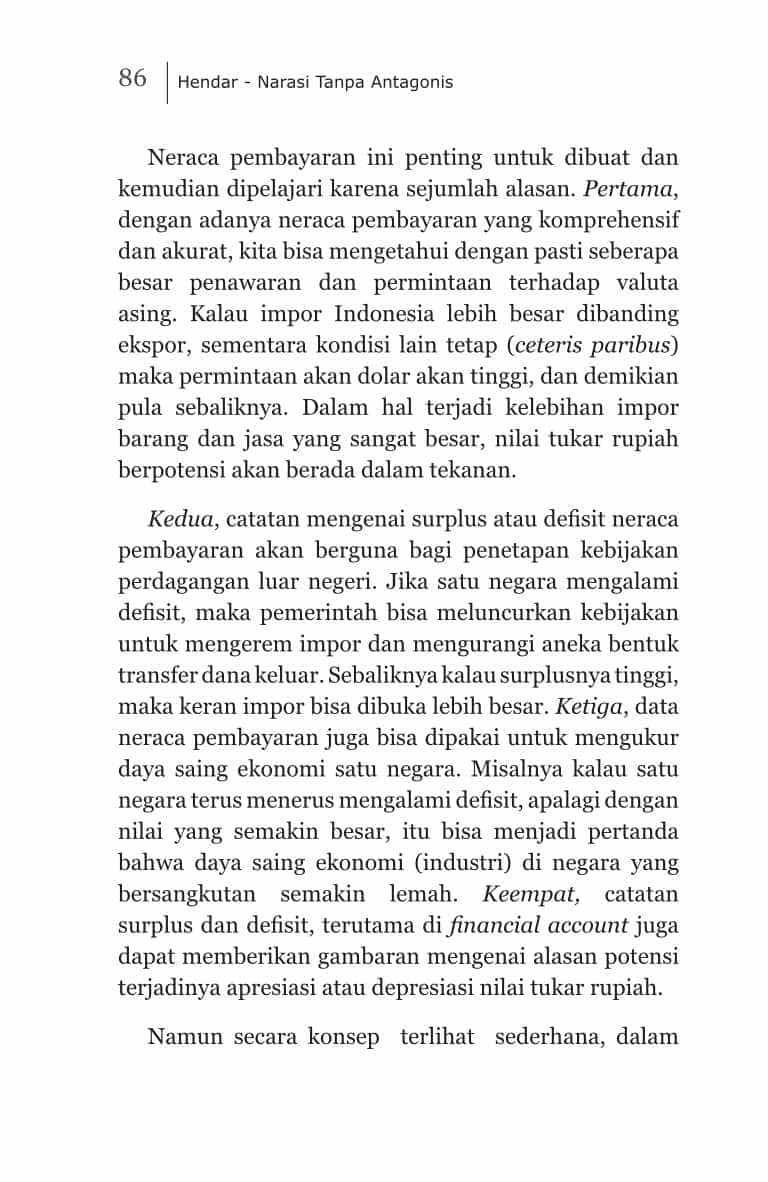 86
Hendar - Narasi Tanpa Antagonis
Neraca pembayaran ini penting untuk dibuat dan
kemudian dipelajari karena sejumlah alasan. Pertama,
dengan adanya neraca pembayaran yang komprehensif
dan akurat, kita bisa mengetahui dengan pasti seberapa
besar penawaran dan permintaan terhadap valuta
asing. Kalau impor Indonesia lebih besar dibanding
ekspor, sementara kondisi lain tetap (ceteris paribus)
maka permintaan akan dolar akan tinggi, dan demikian
pula sebaliknya. Dalam hal terjadi kelebihan impor
barang dan jasa yang sangat besar, nilai tukar rupiah
berpotensi akan berada dalam tekanan.
Kedua, catatan mengenai surplus atau defisit neraca
pembayaran akan berguna bagi penetapan kebijakan
perdagangan luar negeri. Jika satu negara mengalami
defisit, maka pemerintah bisa meluncurkan kebijakan
untuk mengerem impor dan mengurangi aneka bentuk
transfer dana keluar. Sebaliknya kalau surplusnya tinggi,
maka keran impor bisa dibuka lebih besar. Ketiga, data
neraca pembayaran juga bisa dipakai untuk mengukur
daya saing ekonomi satu negara. Misalnya kalau satu
negara terus menerus mengalami defisit, apalagi dengan
nilai yang semakin besar, itu bisa menjadi pertanda
bahwa daya saing ekonomi (industri) di negara yang
bersangkutan semakin lemah. Keempat, catatan
surplus dan defisit, terutama di financial account juga
dapat memberikan gambaran mengenai alasan potensi
terjadinya apresiasi atau depresiasi nilai tukar rupiah.
Namun secara konsep terlihat sederhana, dalam